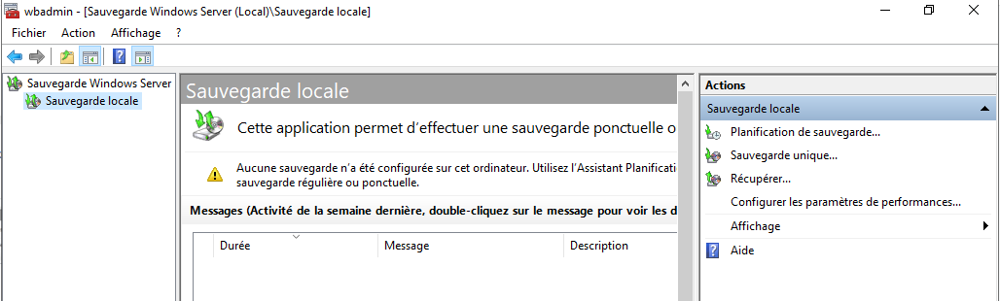 wbadmin - [Sauvegarde Windows Server (Local)\Sauvegarde locale]
Fichier Action Affichage ?
Sauvegarde Windows Server
Sauvegarde locale
Sauvegarde locale
Cette application permet d'effectuer une sauvegarde ponctuelle o
Aucune sauvegarde n'a été configurée sur cet ordinateur. Utilisez l'Assistant Planificati
sauvegarde régulière ou ponctuelle.
Messages (Activité de la semaine dernière, double-cliquez sur le message pour voir les d
Durée Message Description
Actions
Sauvegarde locale
Planification de sauvegarde...
Sauvegarde unique...
Récupérer...
Configurer les paramètres de performances...
Affichage
Aide